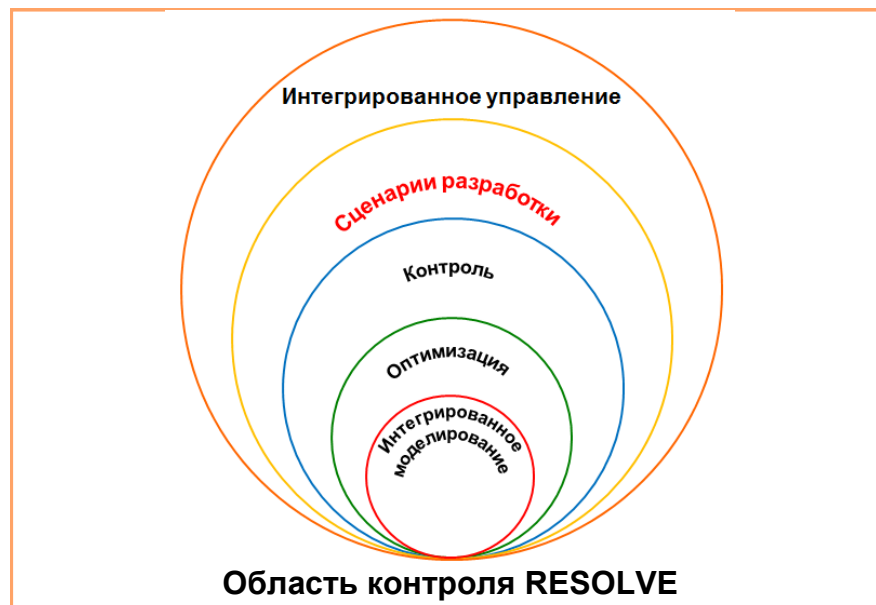 Интегрированное управление
Сценарии разработки
Контроль
Оптимизация
Интегрированное
моделирование
Область контроля RESOLVE